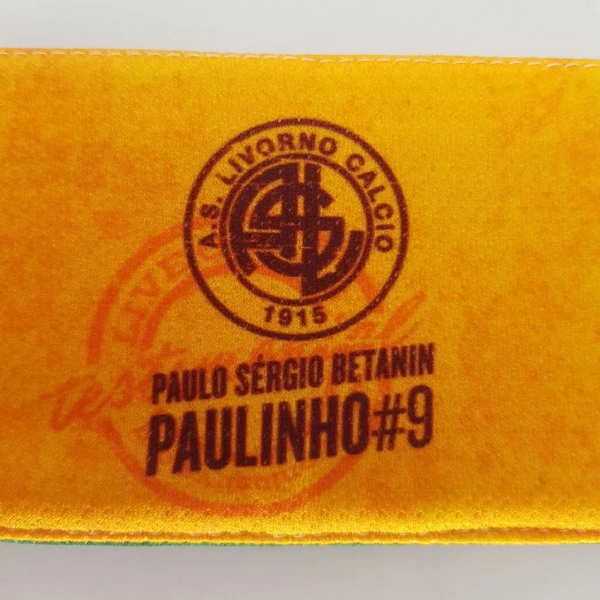 A.S. LIVORNO CALCIO
1915
PAULO SÉRGIO BETANIN
PAULINHO#9